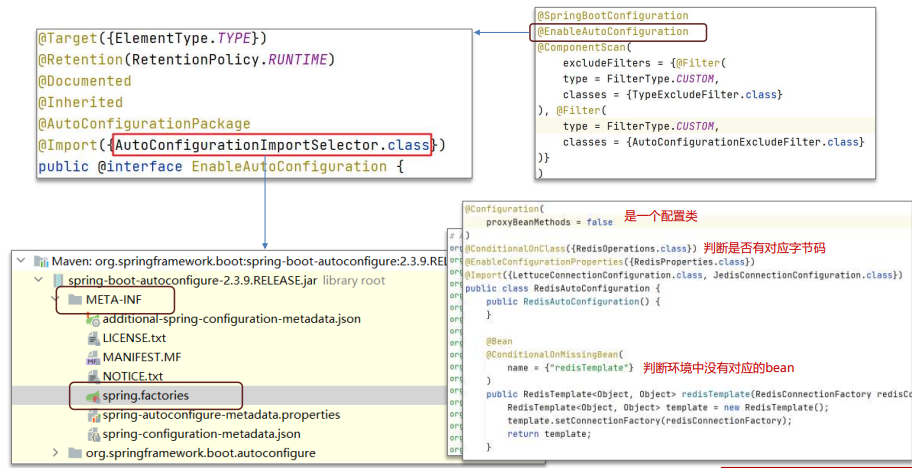 @SpringBootConfiguration
@EnableAutoConfiguration
@ComponentScan(
excludeFilters = {@Filter(
type = FilterType.CUSTOM,
classes = {TypeExcludeFilter.class}
), @Filter(
type = FilterType.CUSTOM,
classes = {AutoConfigurationExcludeFilter.class}
)}
)
@Target({ElementType.TYPE})
@Retention(RetentionPolicy.RUNTIME)
@Documented
@Inherited
@AutoConfigurationPackage
@Import({AutoConfigurationImportSelector.class})
public @interface EnableAutoConfiguration {
Maven: org.springframework.boot:spring-boot-autoconfigure:2.3.9.REL
spring-boot-autoconfigure-2.3.9.RELEASE.jar library root
META-INF
additional-spring-configuration-metadata.json
LICENSE.txt
MANIFEST.MF
NOTICE.txt
spring.factories
spring-autoconfigure-metadata.properties
spring-configuration-metadata.json
org.springframework.boot.autoconfigure
@Configuration(
proxyBeanMethods = false 是一个配置类
)
@ConditionalOnClass({RedisOperations.class}) 判断是否有对应字节码
@EnableConfigurationProperties({RedisProperties.class})
@Import({LettuceConnectionConfiguration.class, JedisConnectionConfiguration.class})
public class RedisAutoConfiguration {
public RedisAutoConfiguration() {
}
@Bean
@ConditionalOnMissingBean(
name = {"redisTemplate"} 判断环境中没有对应的bean
)
public RedisTemplate<Object, Object> redisTemplate(RedisConnectionFactory redisCo
RedisTemplate<Object, Object> template = new RedisTemplate();
template.setConnectionFactory(redisConnectionFactory);
return template;
}